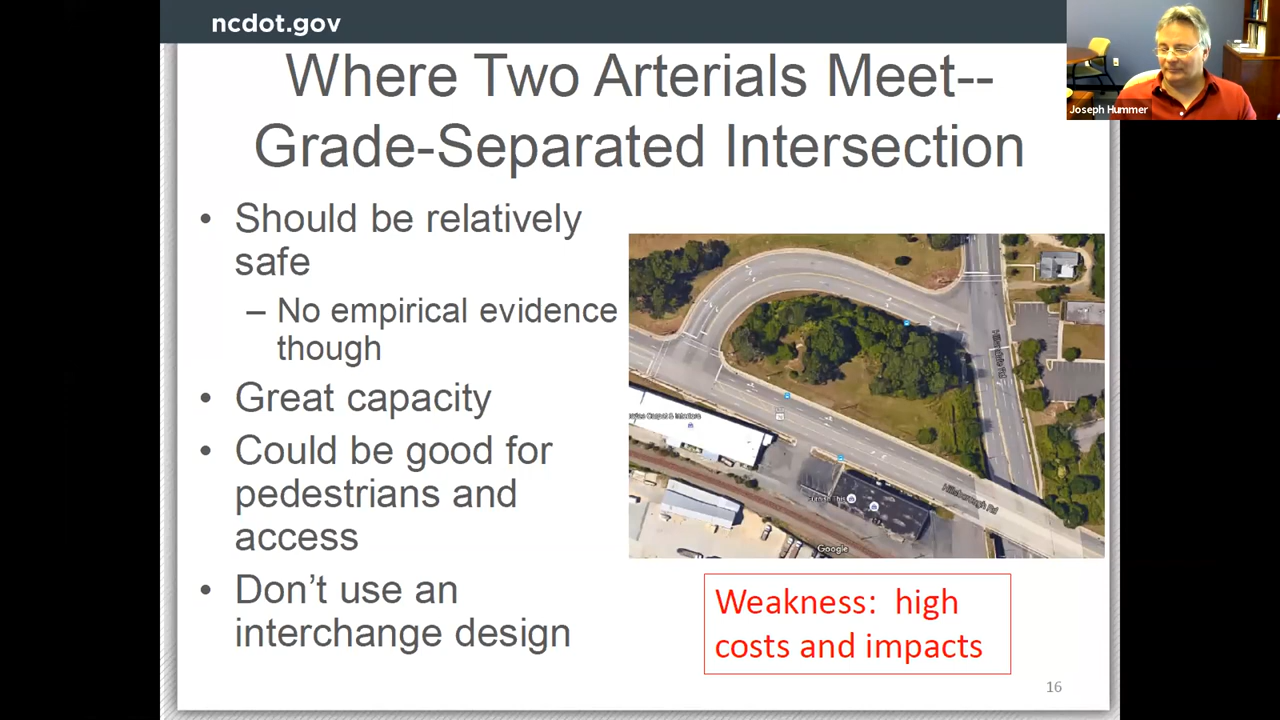 ncdot.gov
Where Two Arterials Meet--
Grade-Separated Intersection
• Should be relatively
safe
– No empirical evidence
though
• Great capacity
• Could be good for
pedestrians and
access
• Don't use an
interchange design
Hillsborough Rd
Google
Weakness: high
costs and impacts
16
Joseph Hummer